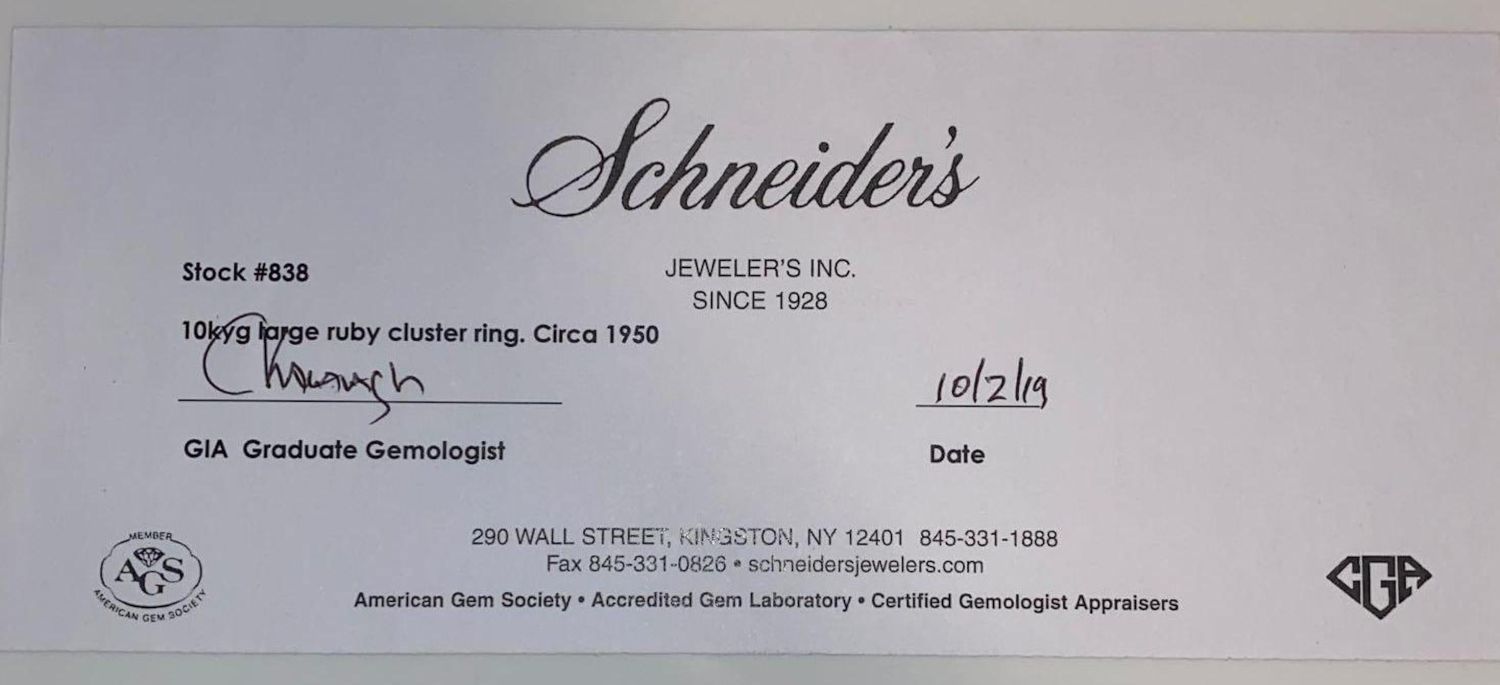 Schneider's
JEWELER'S INC.
SINCE 1928
Stock #838
10kyg large ruby cluster ring. Circa 1950
10/2/19
GIA Graduate Gemologist
Date
290 WALL STREET, KINGSTON, NY 12401 845-331-1888
Fax 845-331-0826 • schneidersjewelers.com
American Gem Society • Accredited Gem Laboratory • Certified Gemologist Appraisers
MEMBER
AGS
AMERICAN GEM SOCIETY
CGA